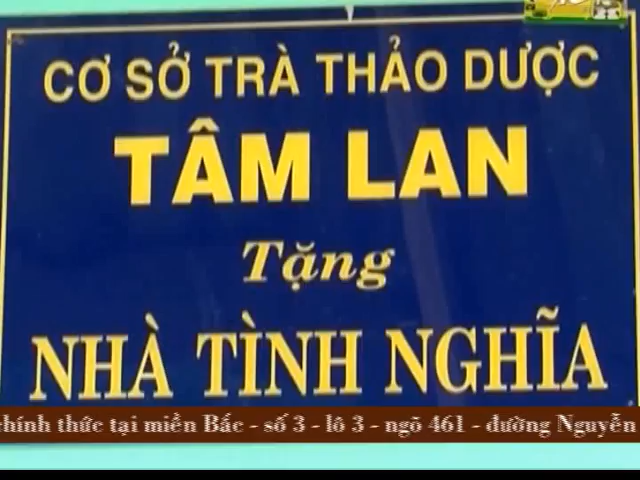 CƠ SỞ TRÀ THẢO DƯỢC
TÂM LAN
Tặng
NHÀ TÌNH NGHĨA
chính thức tại miền Bắc - số 3 - lô 3 - ngõ 461 - đường Nguyễn